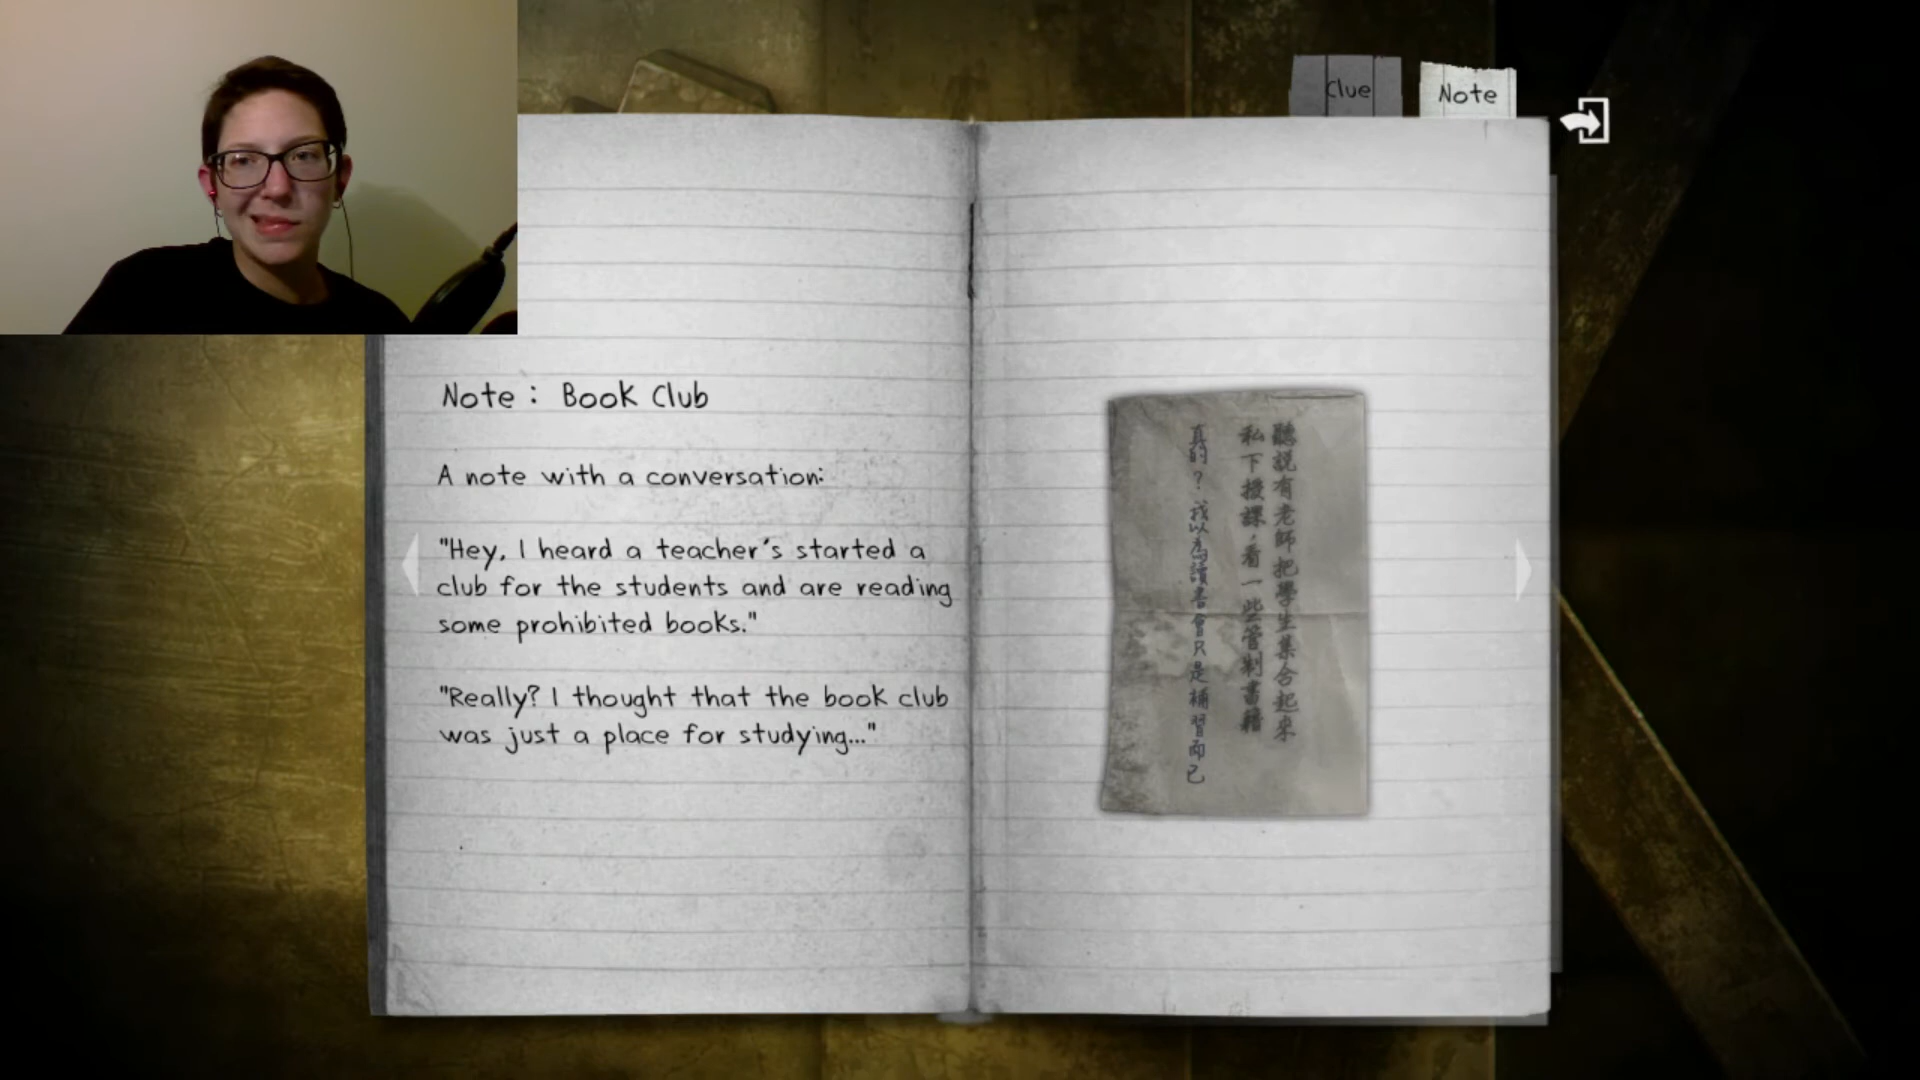 Clue
Note
Note : Book Club
A note with a conversation:
"Hey, I heard a teacher's started a
club for the students and are reading
some prohibited books."
"Really? I thought that the book club
was just a place for studying..."
聽說有老師把學生集合起來
私下授課，看一些管制書籍
真的？我以為讀書會只是補習而已